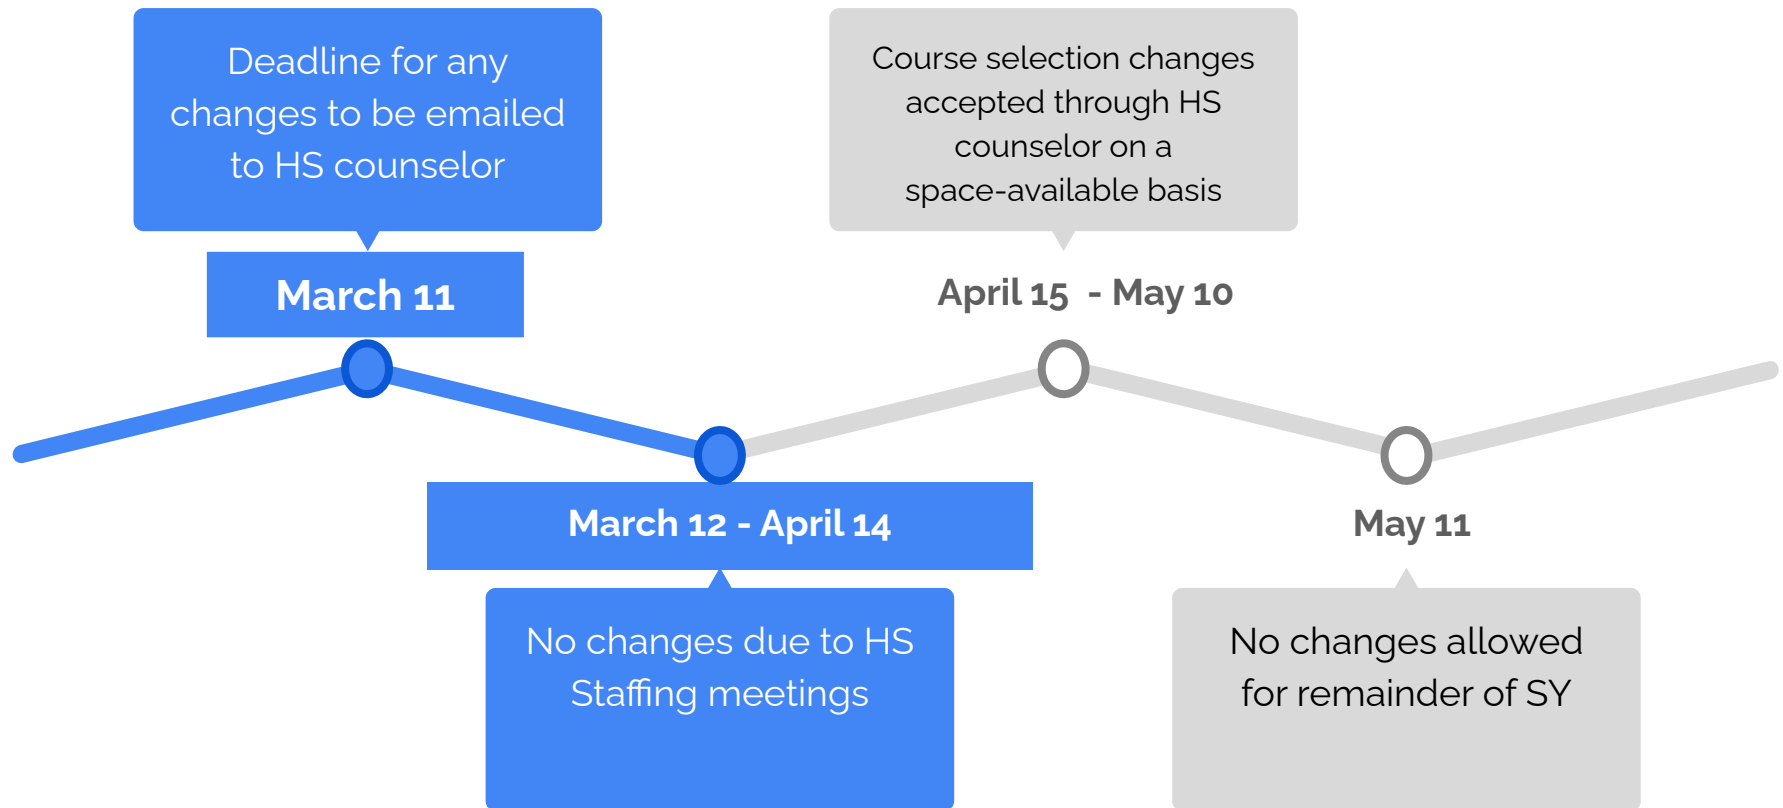 Deadline for any
changes to be emailed
to HS counselor
March 11
March 12 - April 14
No changes due to HS
Staffing meetings
Course selection changes
accepted through HS
counselor on a
space-available basis
April 15 - May 10
May 11
No changes allowed
for remainder of SY